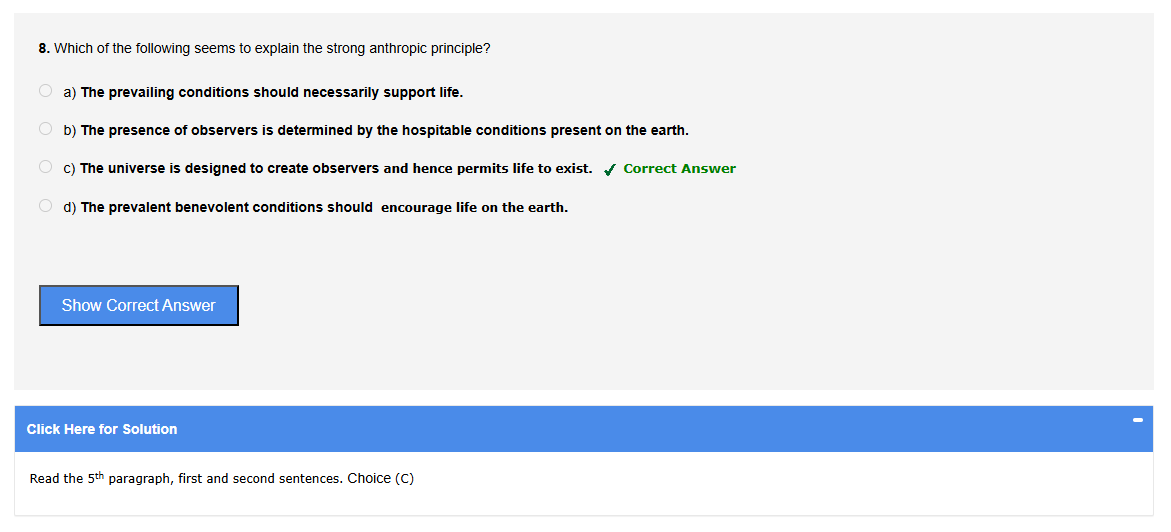 8. Which of the following seems to explain the strong anthropic principle?
a) The prevailing conditions should necessarily support life.
b) The presence of observers is determined by the hospitable conditions present on the earth.
c) The universe is designed to create observers and hence permits life to exist. ✓ Correct Answer
d) The prevalent benevolent conditions should encourage life on the earth.
Show Correct Answer
Click Here for Solution
Read the 5th paragraph, first and second sentences. Choice (C)